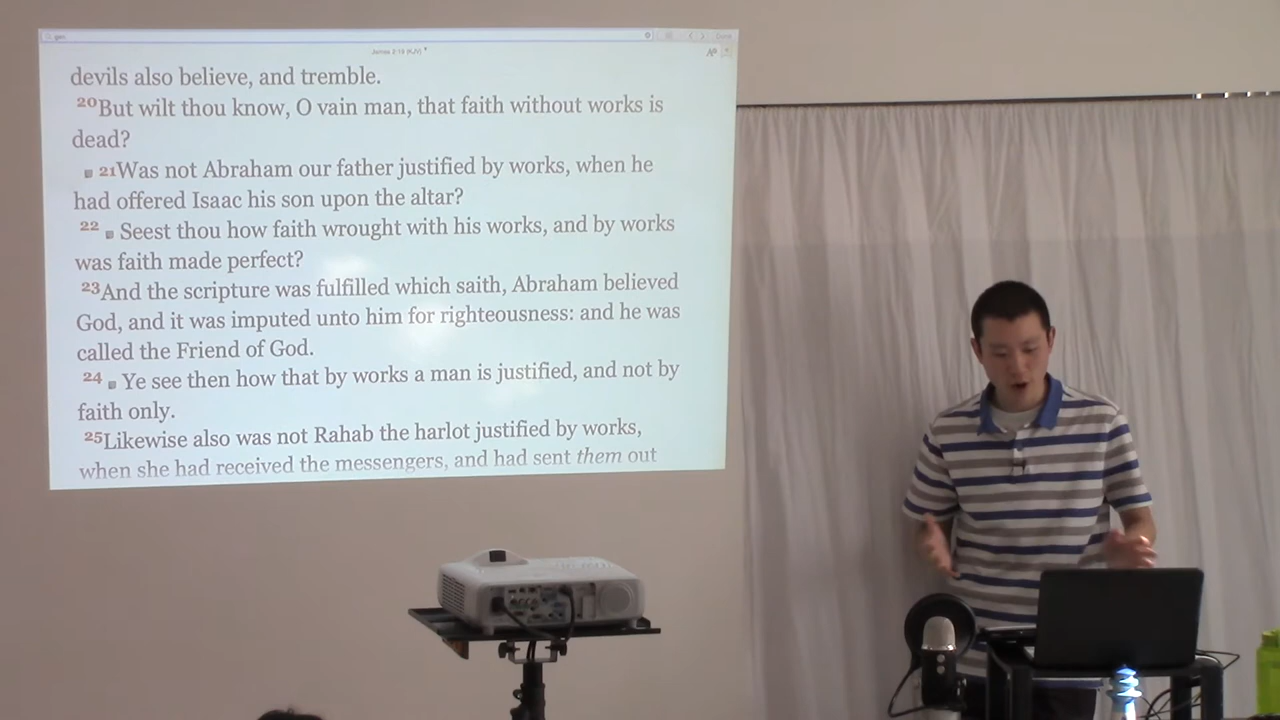 gen
Done
James 2:19 (KJV)
devils also believe, and tremble.
20But wilt thou know, O vain man, that faith without works is
dead?
21Was not Abraham our father justified by works, when he
had offered Isaac his son upon the altar?
22 Seest thou how faith wrought with his works, and by works
was faith made perfect?
23And the scripture was fulfilled which saith, Abraham believed
God, and it was imputed unto him for righteousness: and he was
called the Friend of God.
24 Ye see then how that by works a man is justified, and not by
faith only.
25Likewise also was not Rahab the harlot justified by works,
when she had received the messengers, and had sent them out